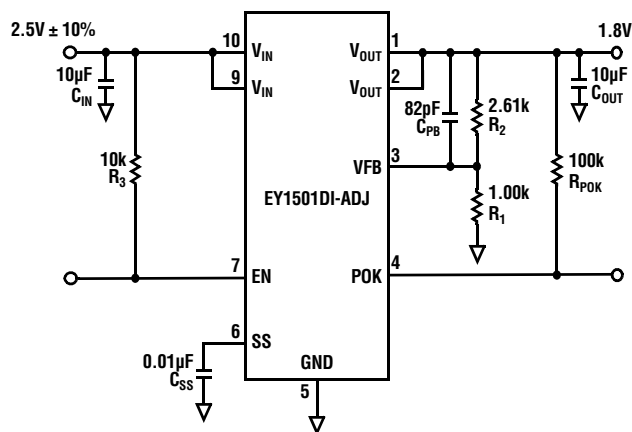 2.5V ± 10%
10µF
C_IN
10k
R_3
10 V_IN
9 V_IN
7 EN
6 SS
0.01µF
C_SS
EY1501DI-ADJ
GND
5
V_OUT 1
V_OUT 2
VFB 3
POK 4
82pF
C_PB
2.61k
R_2
1.00k
R_1
1.8V
10µF
C_OUT
100k
R_POK